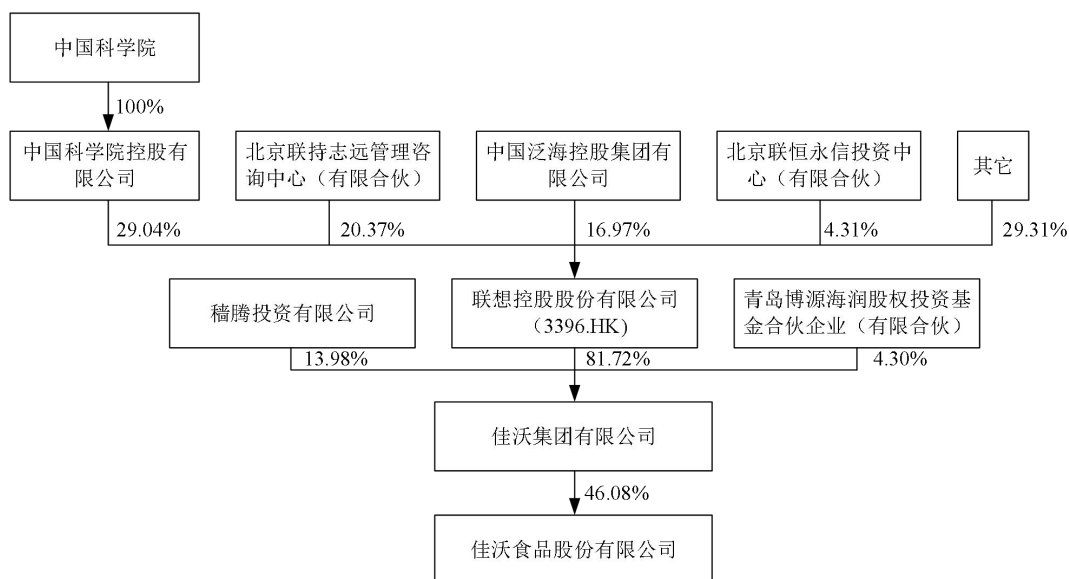 中国科学院
100%
中国科学院控股有
限公司
北京联持志远管理咨
询中心（有限合伙）
中国泛海控股集团有
限公司
北京联恒永信投资中
心（有限合伙）
其它
29.04%
20.37%
16.97%
4.31%
29.31%
穑腾投资有限公司
联想控股股份有限公司
（3396.HK)
青岛博源海润股权投资基
金合伙企业（有限合伙）
13.98%
81.72%
4.30%
佳沃集团有限公司
46.08%
佳沃食品股份有限公司